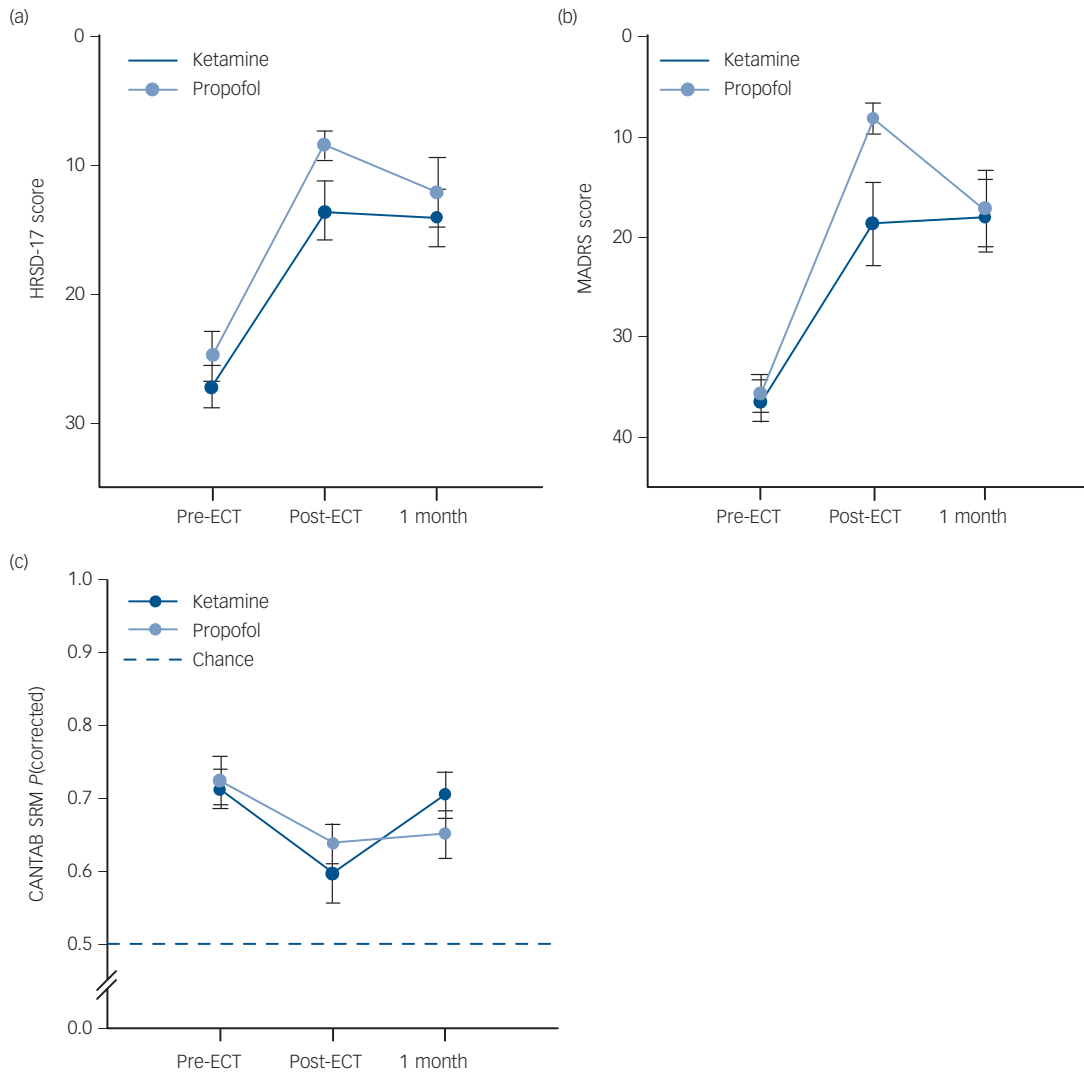 (a)
0
10
20
30
HRSD-17 score
Ketamine
Propofol
Pre-ECT
Post-ECT
1 month
(b)
0
10
20
30
40
MADRS score
Ketamine
Propofol
Pre-ECT
Post-ECT
1 month
(c)
1.0
0.9
0.8
0.7
0.6
0.5
0.0
CANTAB SRM P(corrected)
Ketamine
Propofol
Chance
Pre-ECT
Post-ECT
1 month